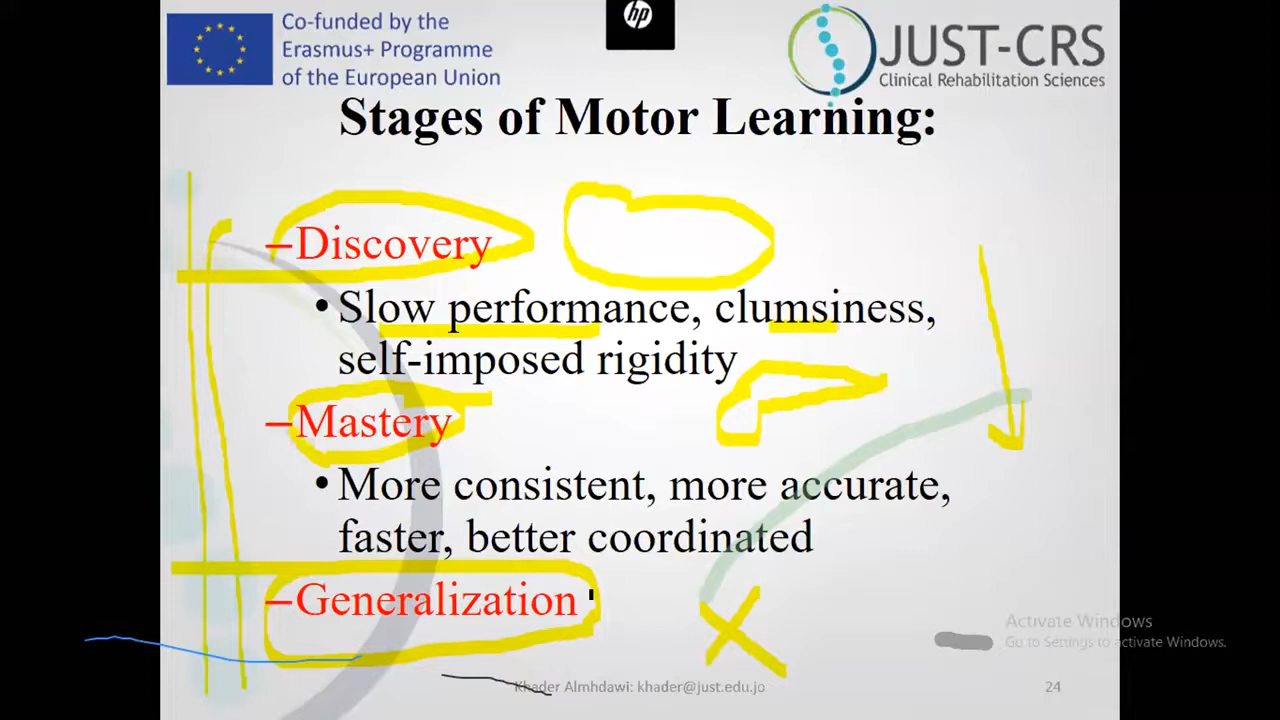 Co-funded by the
Erasmus+ Programme
of the European Union
hp
JUST-CRS
Clinical Rehabilitation Sciences
Stages of Motor Learning:
–Discovery
• Slow performance, clumsiness,
self-imposed rigidity
–Mastery
• More consistent, more accurate,
faster, better coordinated
–Generalization
Activate Windows
Go to Settings to activate Windows.
Khader Almhdawi: khader@just.edu.jo
24